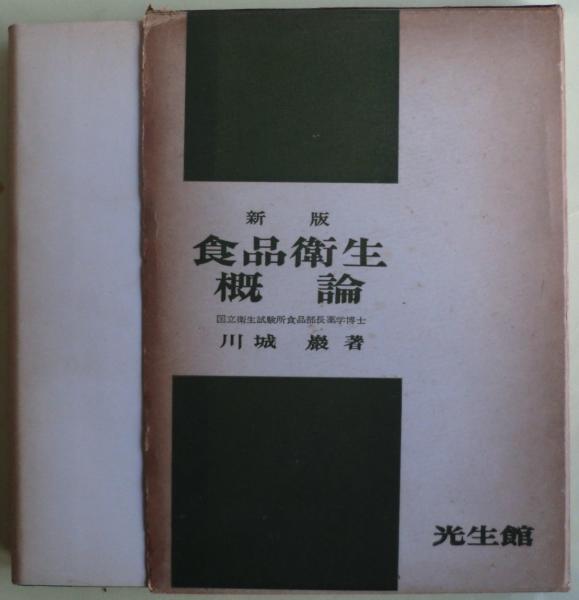 新版
食品衛生
概論
国立衛生試験所食品部長薬学博士
川城 巖著
光生館